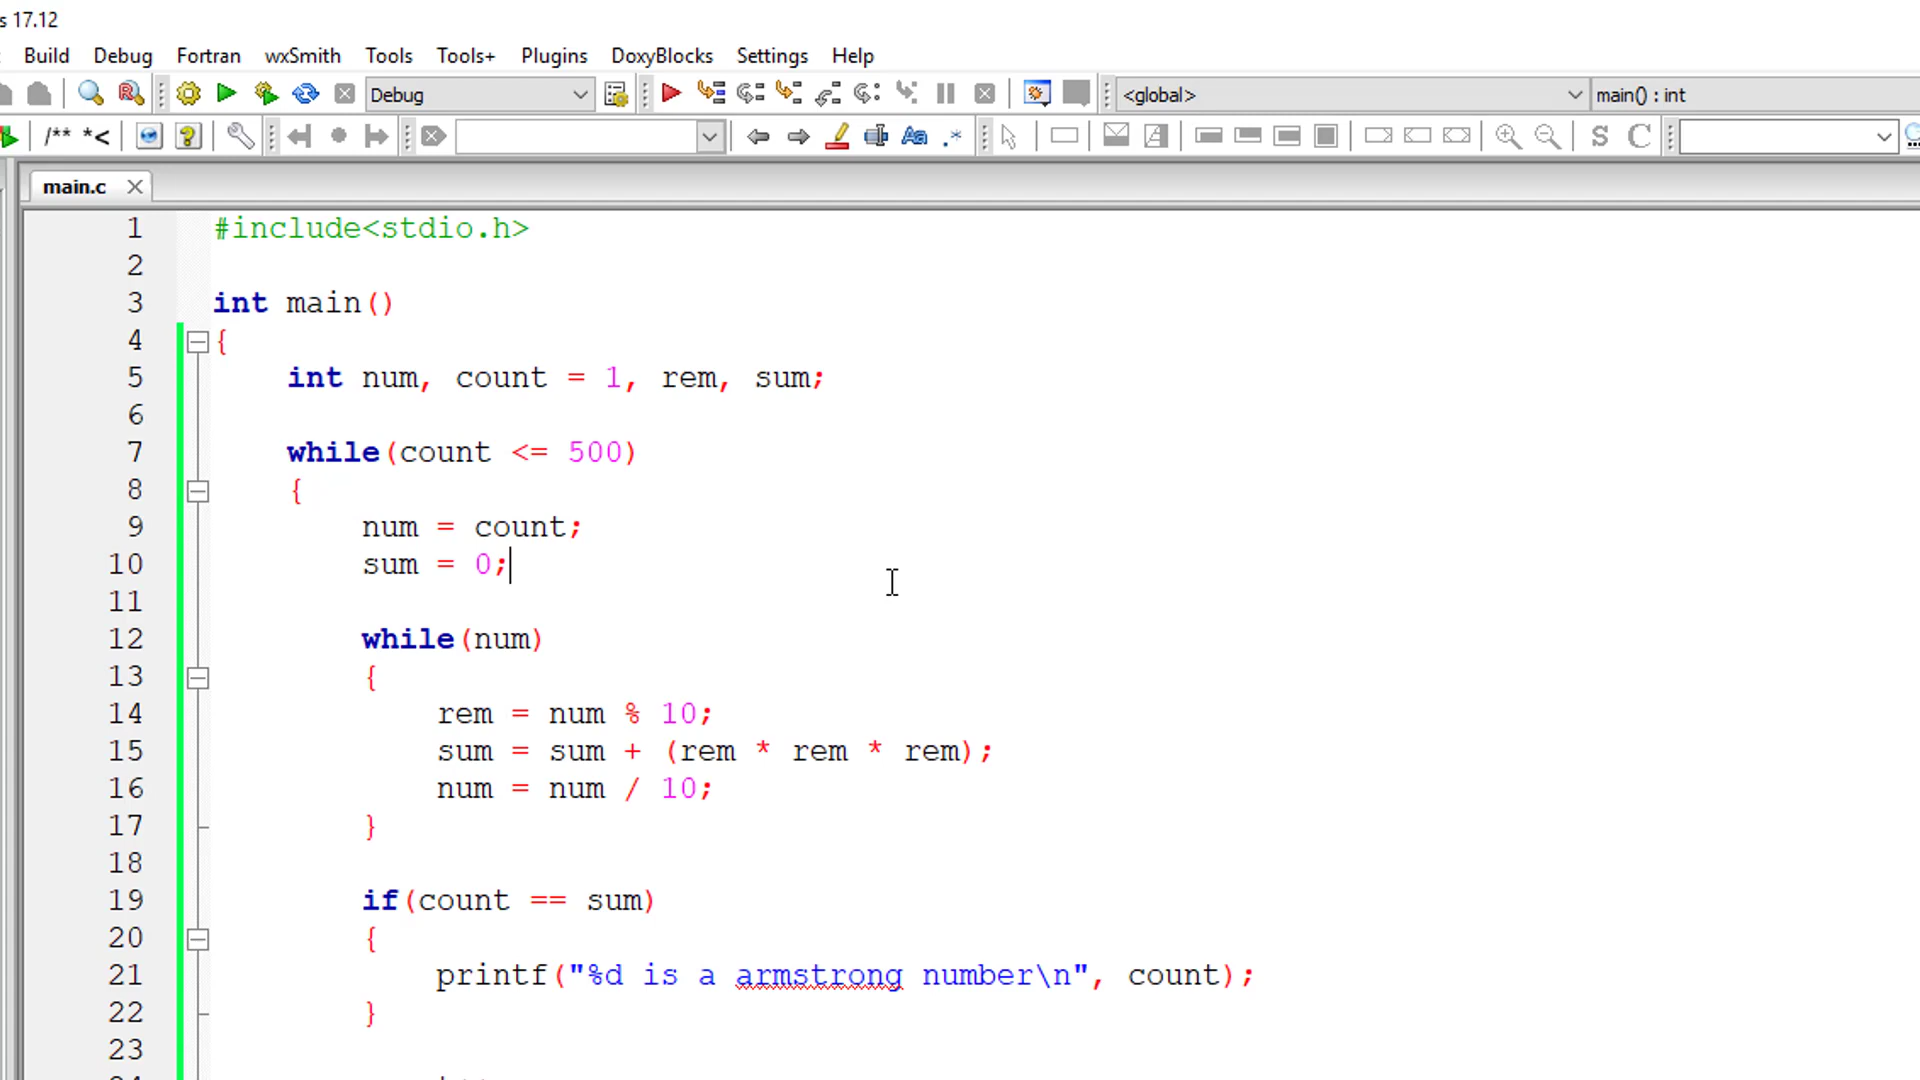 s 17.12
Build Debug Fortran wxSmith Tools Tools+ Plugins DoxyBlocks Settings Help
Debug <global> main() : int
/** *< S C
main.c
1 #include<stdio.h>
2
3 int main()
4 {
5 int num, count = 1, rem, sum;
6
7 while(count <= 500)
8 {
9 num = count;
10 sum = 0;
11
12 while(num)
13 {
14 rem = num % 10;
15 sum = sum + (rem * rem * rem);
16 num = num / 10;
17 }
18
19 if(count == sum)
20 {
21 printf("%d is a armstrong number\n", count);
22 }
23